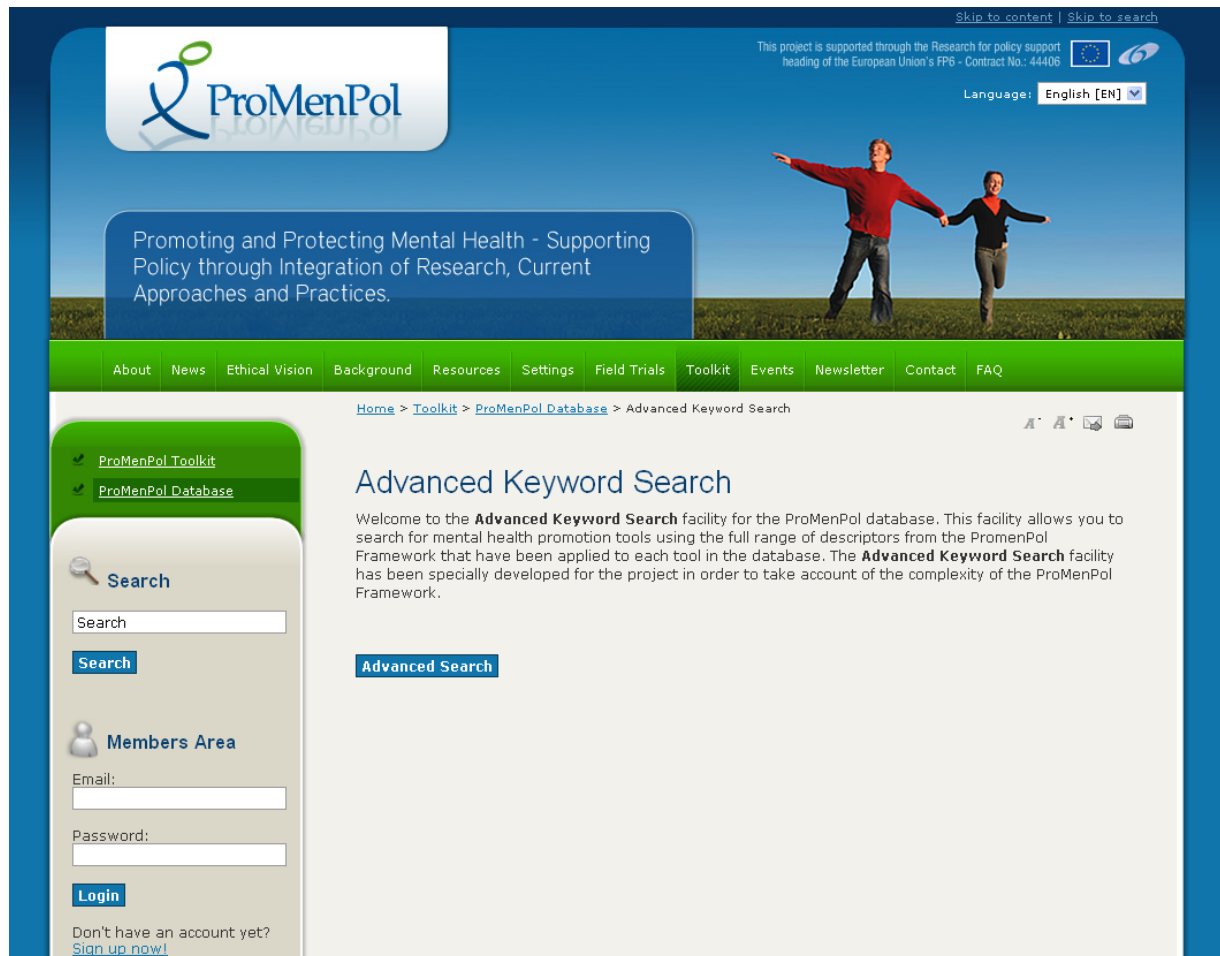 Skip to content | Skip to search
This project is supported through the Research for policy support
heading of the European Union's FP6 - Contract No.: 44406
Language: English [EN]
ProMenPol
Promoting and Protecting Mental Health - Supporting
Policy through Integration of Research, Current
Approaches and Practices.
About News Ethical Vision Background Resources Settings Field Trials Toolkit Events Newsletter Contact FAQ
Home > Toolkit > ProMenPol Database > Advanced Keyword Search
A- A+
ProMenPol Toolkit
ProMenPol Database
Search
Search
Search
Members Area
Email:
Password:
Login
Don't have an account yet?
Sign up now!
Advanced Keyword Search
Welcome to the Advanced Keyword Search facility for the ProMenPol database. This facility allows you to
search for mental health promotion tools using the full range of descriptors from the PromenPol
Framework that have been applied to each tool in the database. The Advanced Keyword Search facility
has been specially developed for the project in order to take account of the complexity of the ProMenPol
Framework.
Advanced Search